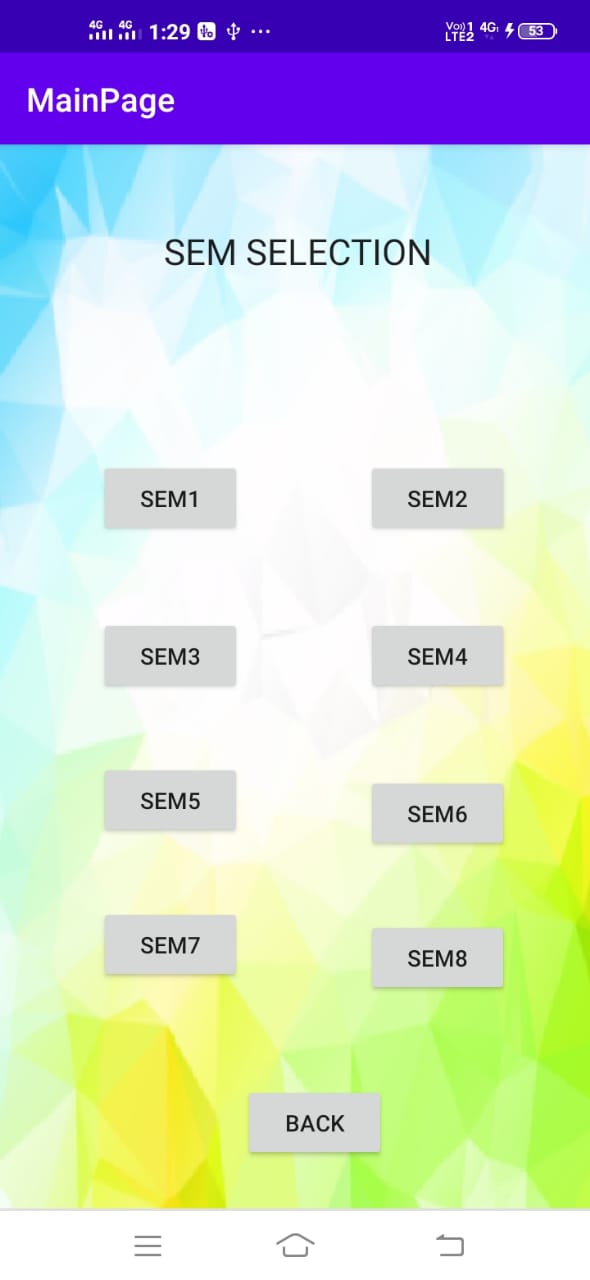 4G 4G 1:29 ... Vo) 1 4G 53
LTE2
MainPage
SEM SELECTION
SEM1 SEM2
SEM3 SEM4
SEM5 SEM6
SEM7 SEM8
BACK